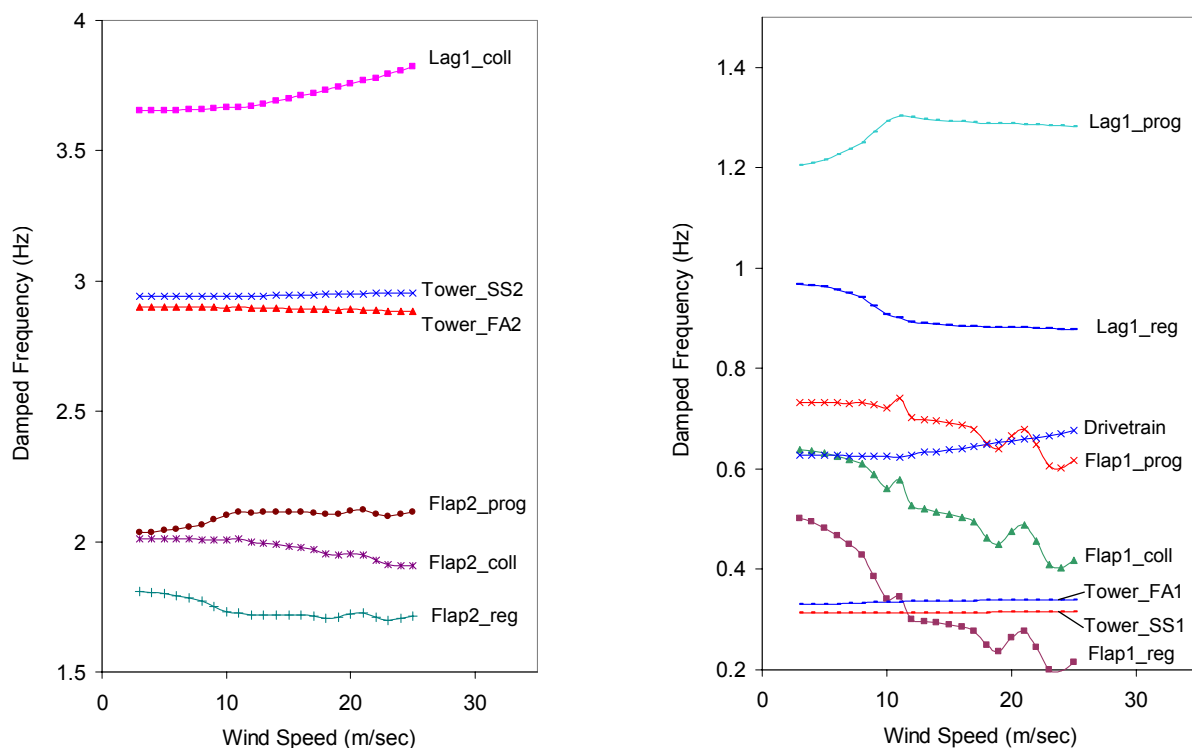 4
3.5
3
2.5
2
1.5
Damped Frequency (Hz)
Lag1_coll
Tower_SS2
Tower_FA2
Flap2_prog
Flap2_coll
Flap2_reg
0
10
20
30
Wind Speed (m/sec)
1.4
1.2
1
0.8
0.6
0.4
0.2
Damped Frequency (Hz)
Lag1_prog
Lag1_reg
Drivetrain
Flap1_prog
Flap1_coll
Tower_FA1
Tower_SS1
Flap1_reg
0
10
20
30
Wind Speed (m/sec)